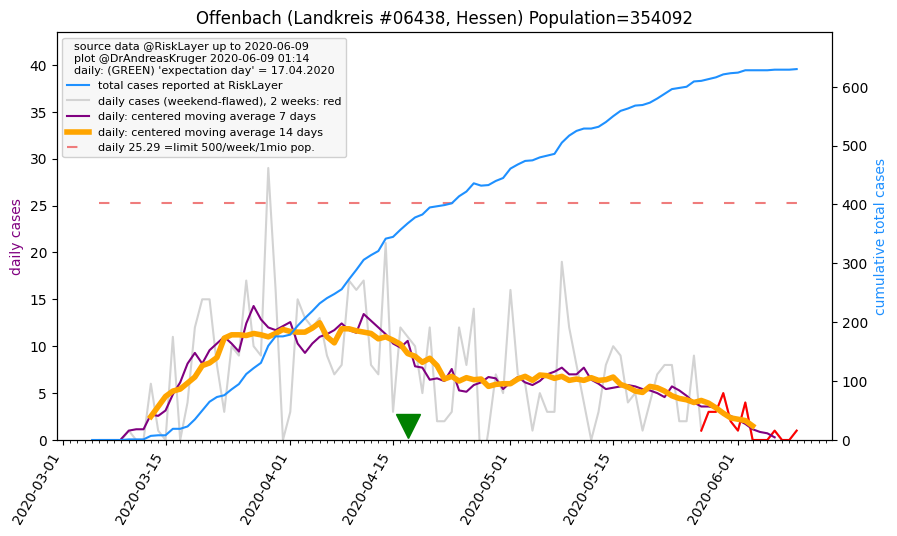 Offenbach (Landkreis #06438, Hessen) Population=354092
source data @RiskLayer up to 2020-06-09
plot @DrAndreasKruger 2020-06-09 01:14
daily: (GREEN) 'expectation day' = 17.04.2020
total cases reported at RiskLayer
daily cases (weekend-flawed), 2 weeks: red
daily: centered moving average 7 days
daily: centered moving average 14 days
daily 25.29 =limit 500/week/1mio pop.
daily cases
40
35
30
25
20
15
10
5
0
600
500
400
300
200
100
0
cumulative total cases
2020-03-01
2020-03-15
2020-04-01
2020-04-15
2020-05-01
2020-05-15
2020-06-01